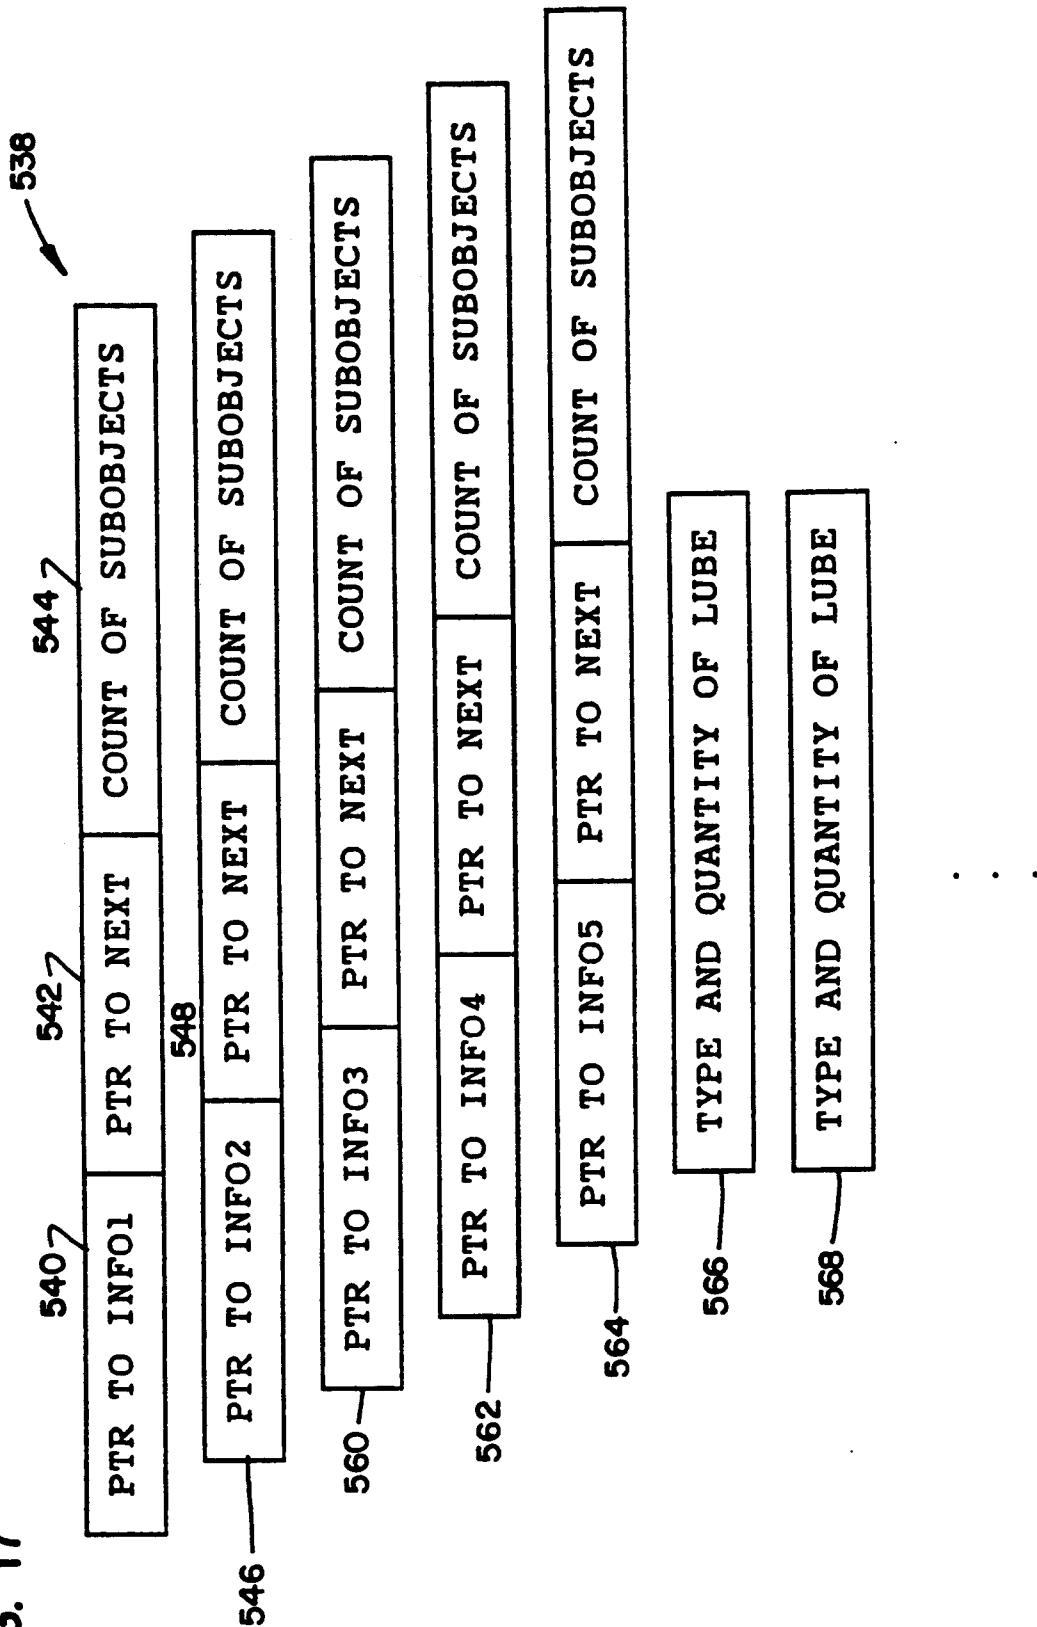 538
540 542 544
PTR TO INFO1 PTR TO NEXT COUNT OF SUBOBJECTS
548
546 PTR TO INFO2 PTR TO NEXT COUNT OF SUBOBJECTS
560 PTR TO INFO3 PTR TO NEXT COUNT OF SUBOBJECTS
562 PTR TO INFO4 PTR TO NEXT COUNT OF SUBOBJECTS
564 PTR TO INFO5 PTR TO NEXT COUNT OF SUBOBJECTS
566 TYPE AND QUANTITY OF LUBE
568 TYPE AND QUANTITY OF LUBE
. . .